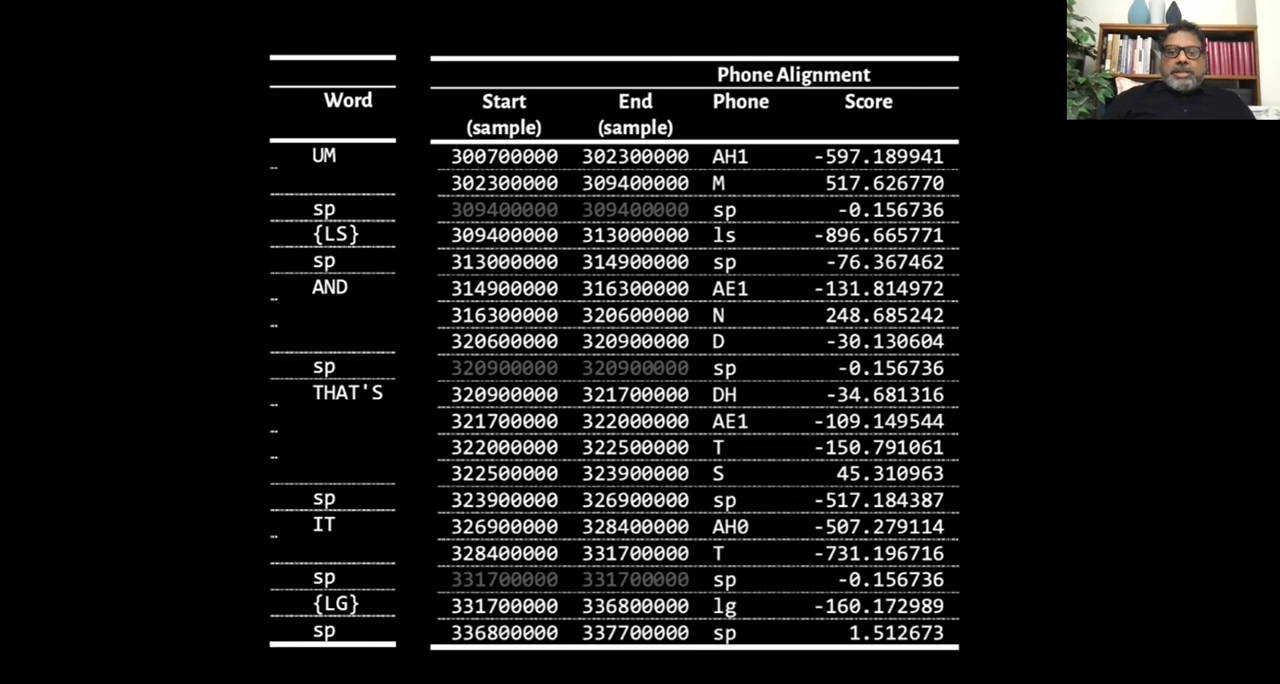 Phone Alignment
Word Start End Phone Score
(sample) (sample)
UM 300700000 302300000 AH1 -597.189941
302300000 309400000 M 517.626770
sp 309400000 309400000 sp -0.156736
{LS} 309400000 313000000 ls -896.665771
sp 313000000 314900000 sp -76.367462
AND 314900000 316300000 AE1 -131.814972
316300000 320600000 N 248.685242
320600000 320900000 D -30.130604
sp 320900000 320900000 sp -0.156736
THAT'S 320900000 321700000 DH -34.681316
321700000 322000000 AE1 -109.149544
322000000 322500000 T -150.791061
322500000 323900000 S 45.310963
sp 323900000 326900000 sp -517.184387
IT 326900000 328400000 AH0 -507.279114
328400000 331700000 T -731.196716
sp 331700000 331700000 sp -0.156736
{LG} 331700000 336800000 lg -160.172989
sp 336800000 337700000 sp 1.512673